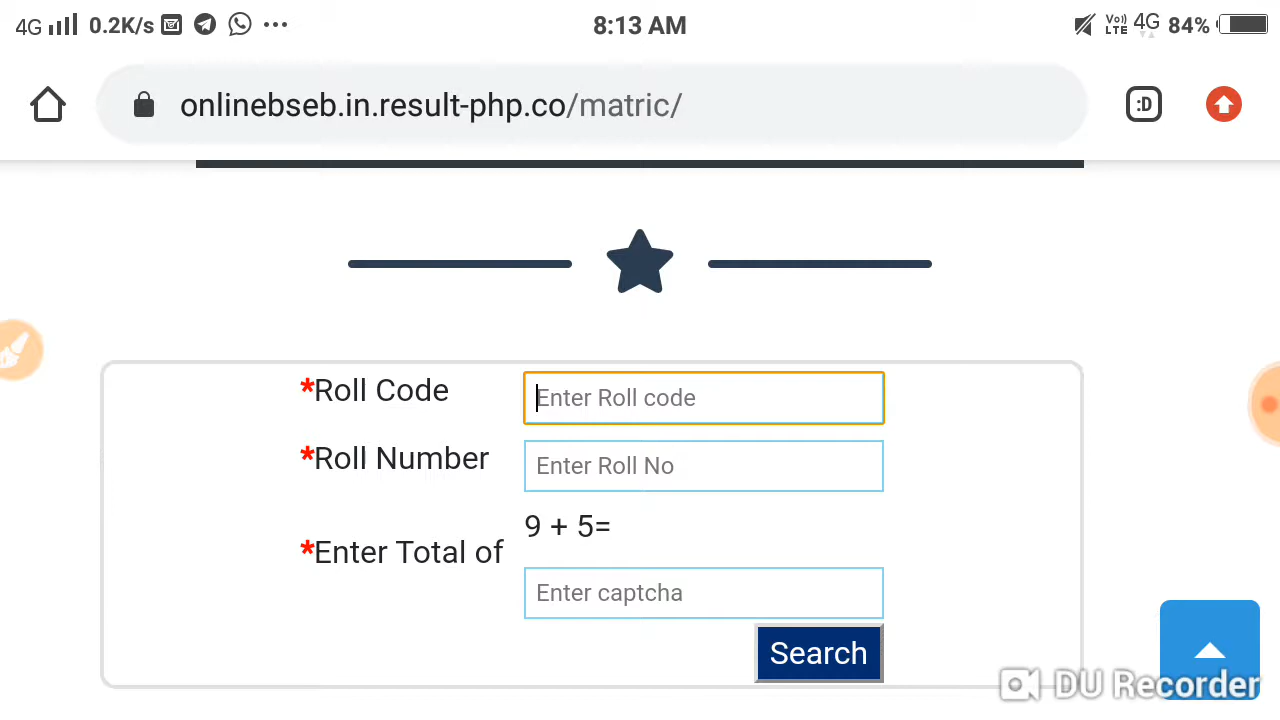 4G 0.2K/s ••• 8:13 AM Vo) LTE 4G 84%
onlinebseb.in.result-php.co/matric/ :D
*Roll Code Enter Roll code
*Roll Number Enter Roll No
9 + 5=
*Enter Total of
Enter captcha
Search
DU Recorder